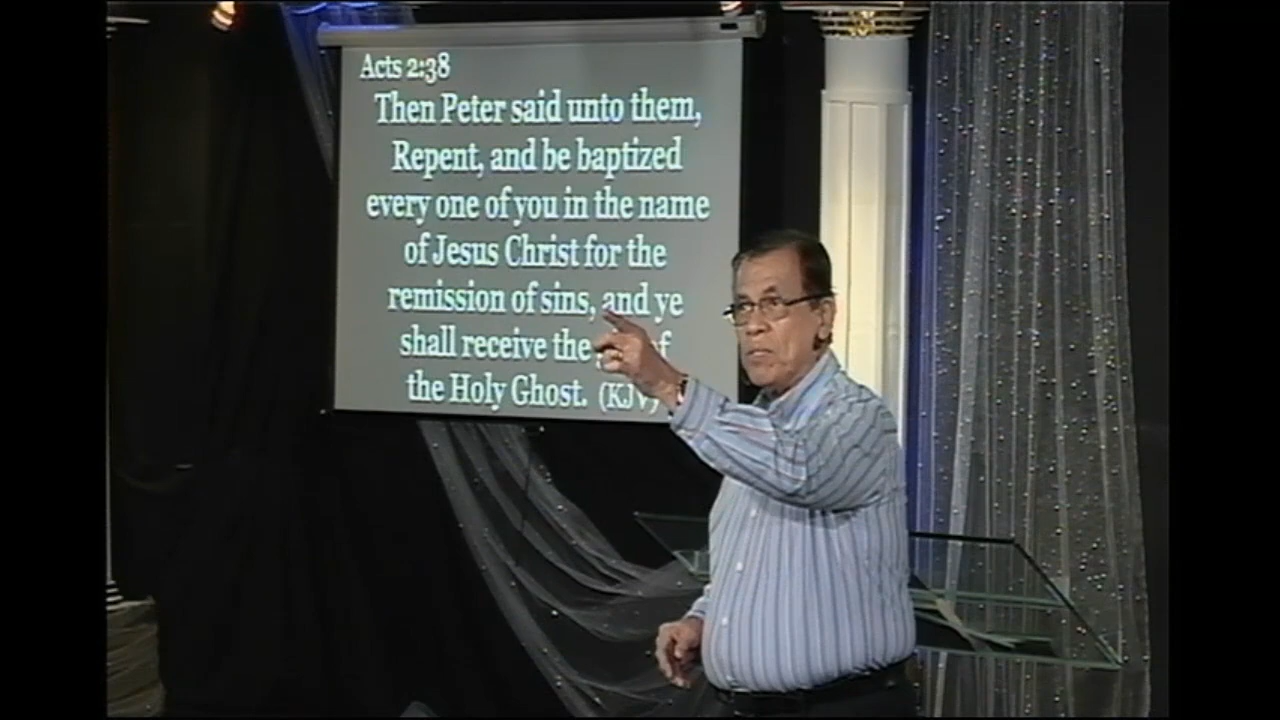 Acts 2:38
Then Peter said unto them,
Repent, and be baptized
every one of you in the name
of Jesus Christ for the
remission of sins, and ye
shall receive the of
the Holy Ghost. (KJV)